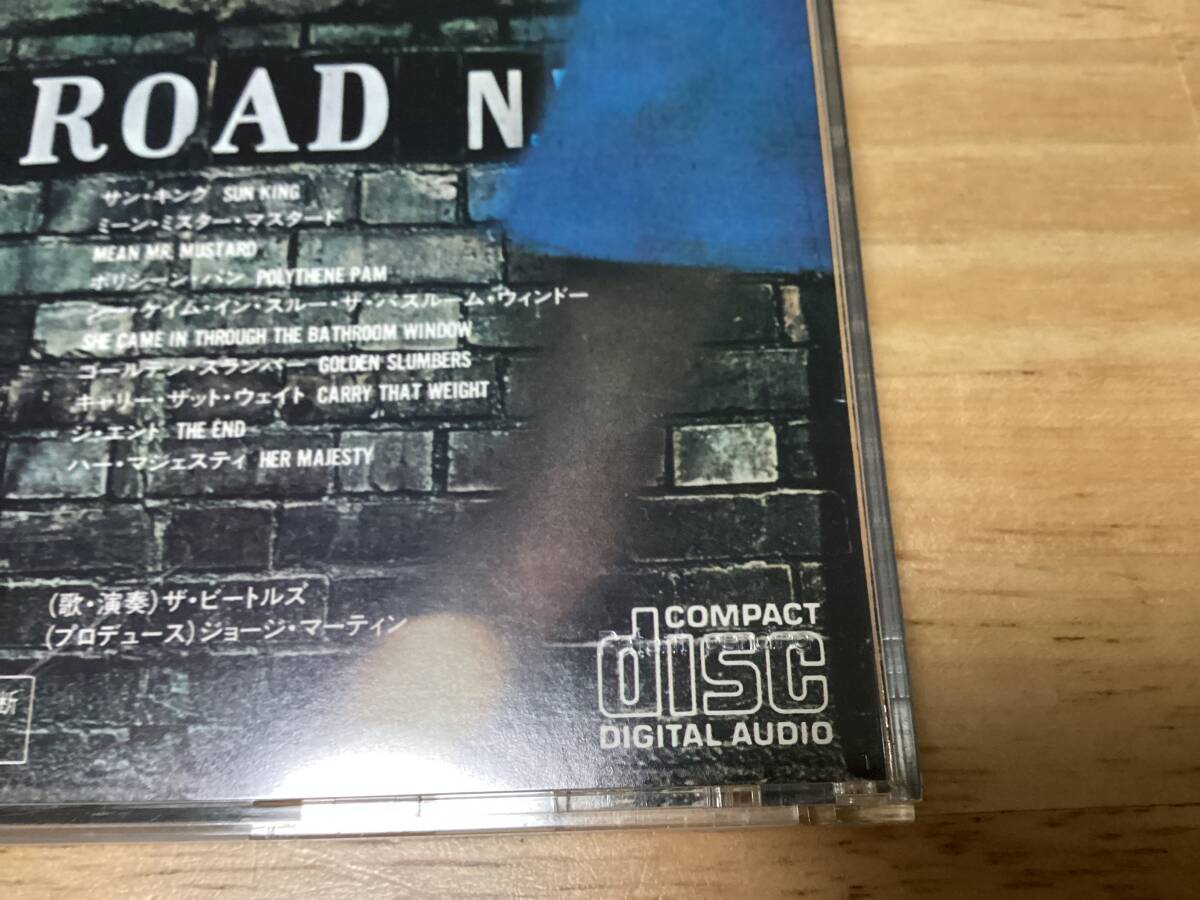 ROAD N
サン・キング SUN KING
ミーン・ミスター・マスタード
MEAN MR. MUSTARD
ポリシーン・パン POLYTHENE PAM
シー・ケイム・イン・スルー・ザ・バスルーム・ウィンドー
SHE CAME IN THROUGH THE BATHROOM WINDOW
ゴールデン・スランバー GOLDEN SLUMBERS
キャリー・ザット・ウェイト CARRY THAT WEIGHT
ジ・エンド THE END
ハー・マジェスティ HER MAJESTY
(歌・演奏)ザ・ビートルズ
(プロデュース)ジョージ・マーティン
断
COMPACT
disc
DIGITAL AUDIO